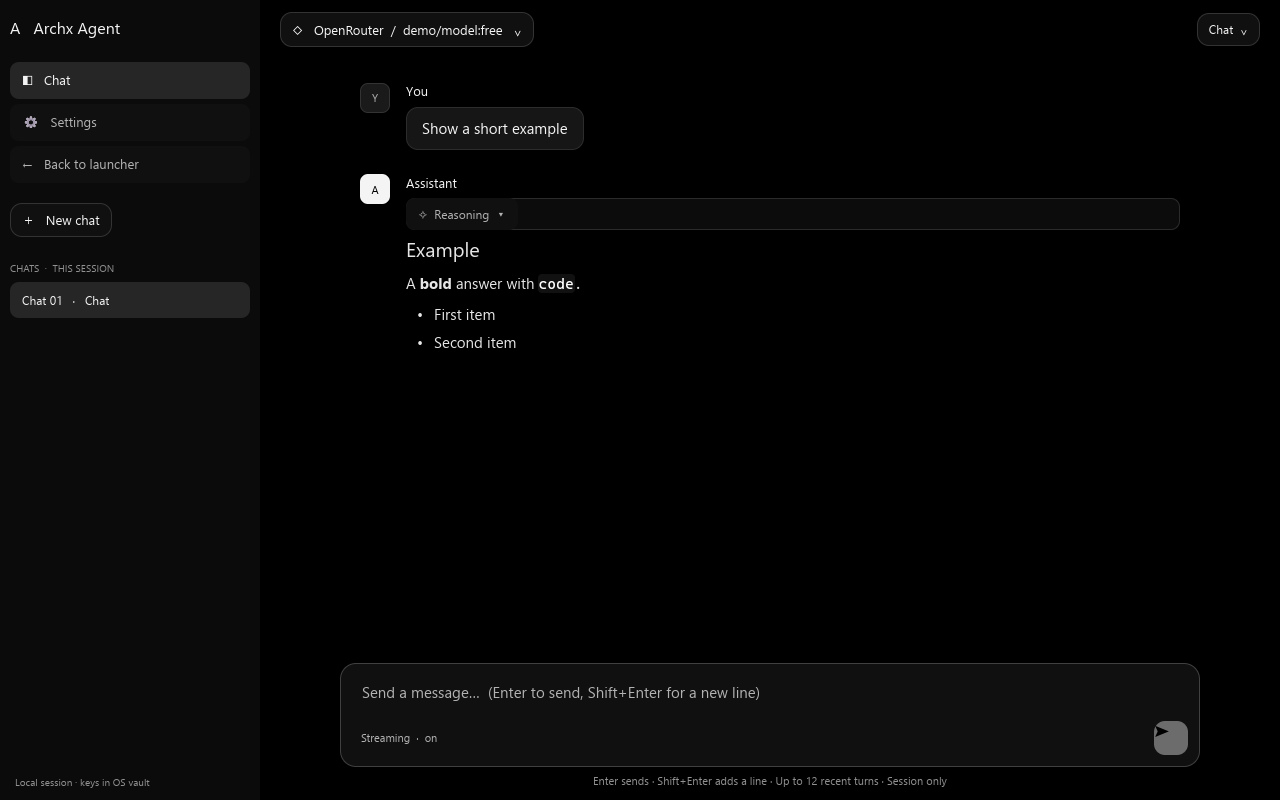 A Archx Agent
Chat
Settings
← Back to launcher
+ New chat
CHATS · THIS SESSION
Chat 01 · Chat
Local session · keys in OS vault
◇ OpenRouter / demo/model:free v
Chat v
Y
You
Show a short example
A
Assistant
✧ Reasoning ▾
Example
A bold answer with code.
• First item
• Second item
Send a message... (Enter to send, Shift+Enter for a new line)
Streaming · on
Enter sends · Shift+Enter adds a line · Up to 12 recent turns · Session only